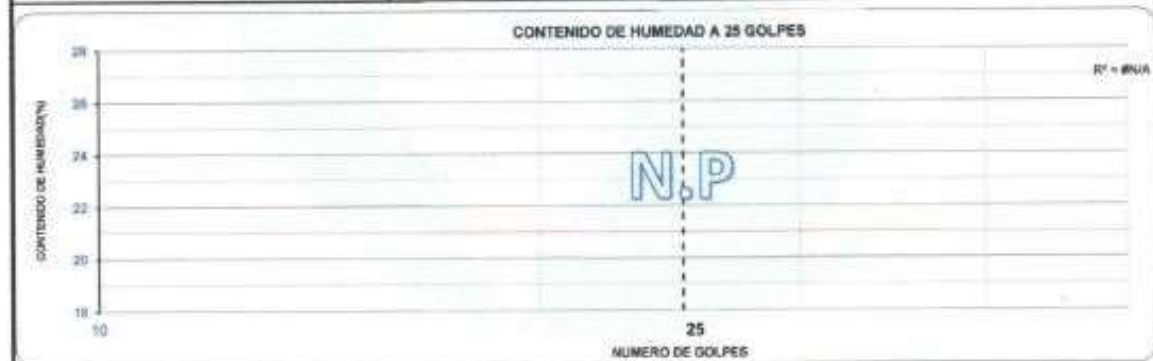 CONTENIDO DE HUMEDAD A 25 GOLPES
R² = #N/A
CONTENIDO DE HUMEDAD(%)
28
26
24
22
20
18
N.P
10
25
NUMERO DE GOLPES